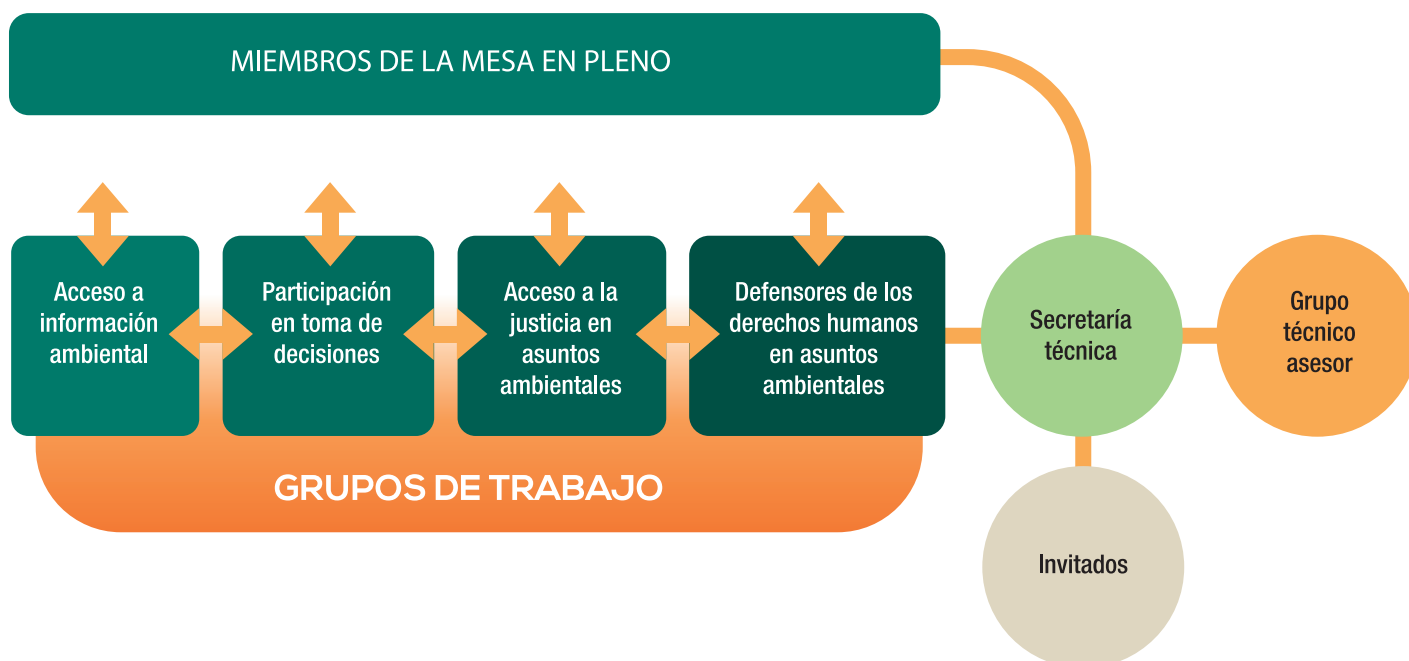 MIEMBROS DE LA MESA EN PLENO
Acceso a
información
ambiental
Participación
en toma de
decisiones
Acceso a la
justicia en
asuntos
ambientales
Defensores de los
derechos humanos
en asuntos
ambientales
Secretaría
técnica
Grupo
técnico
asesor
GRUPOS DE TRABAJO
Invitados